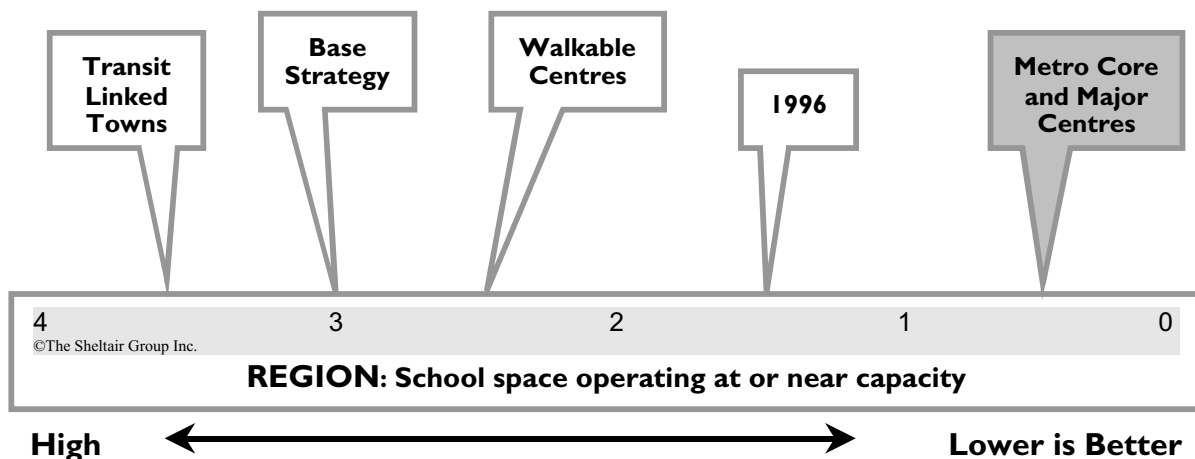 Transit
Linked
Towns
Base
Strategy
Walkable
Centres
1996
Metro Core
and Major
Centres
4 3 2 1 0
©The Sheltair Group Inc.
REGION: School space operating at or near capacity
High Lower is Better